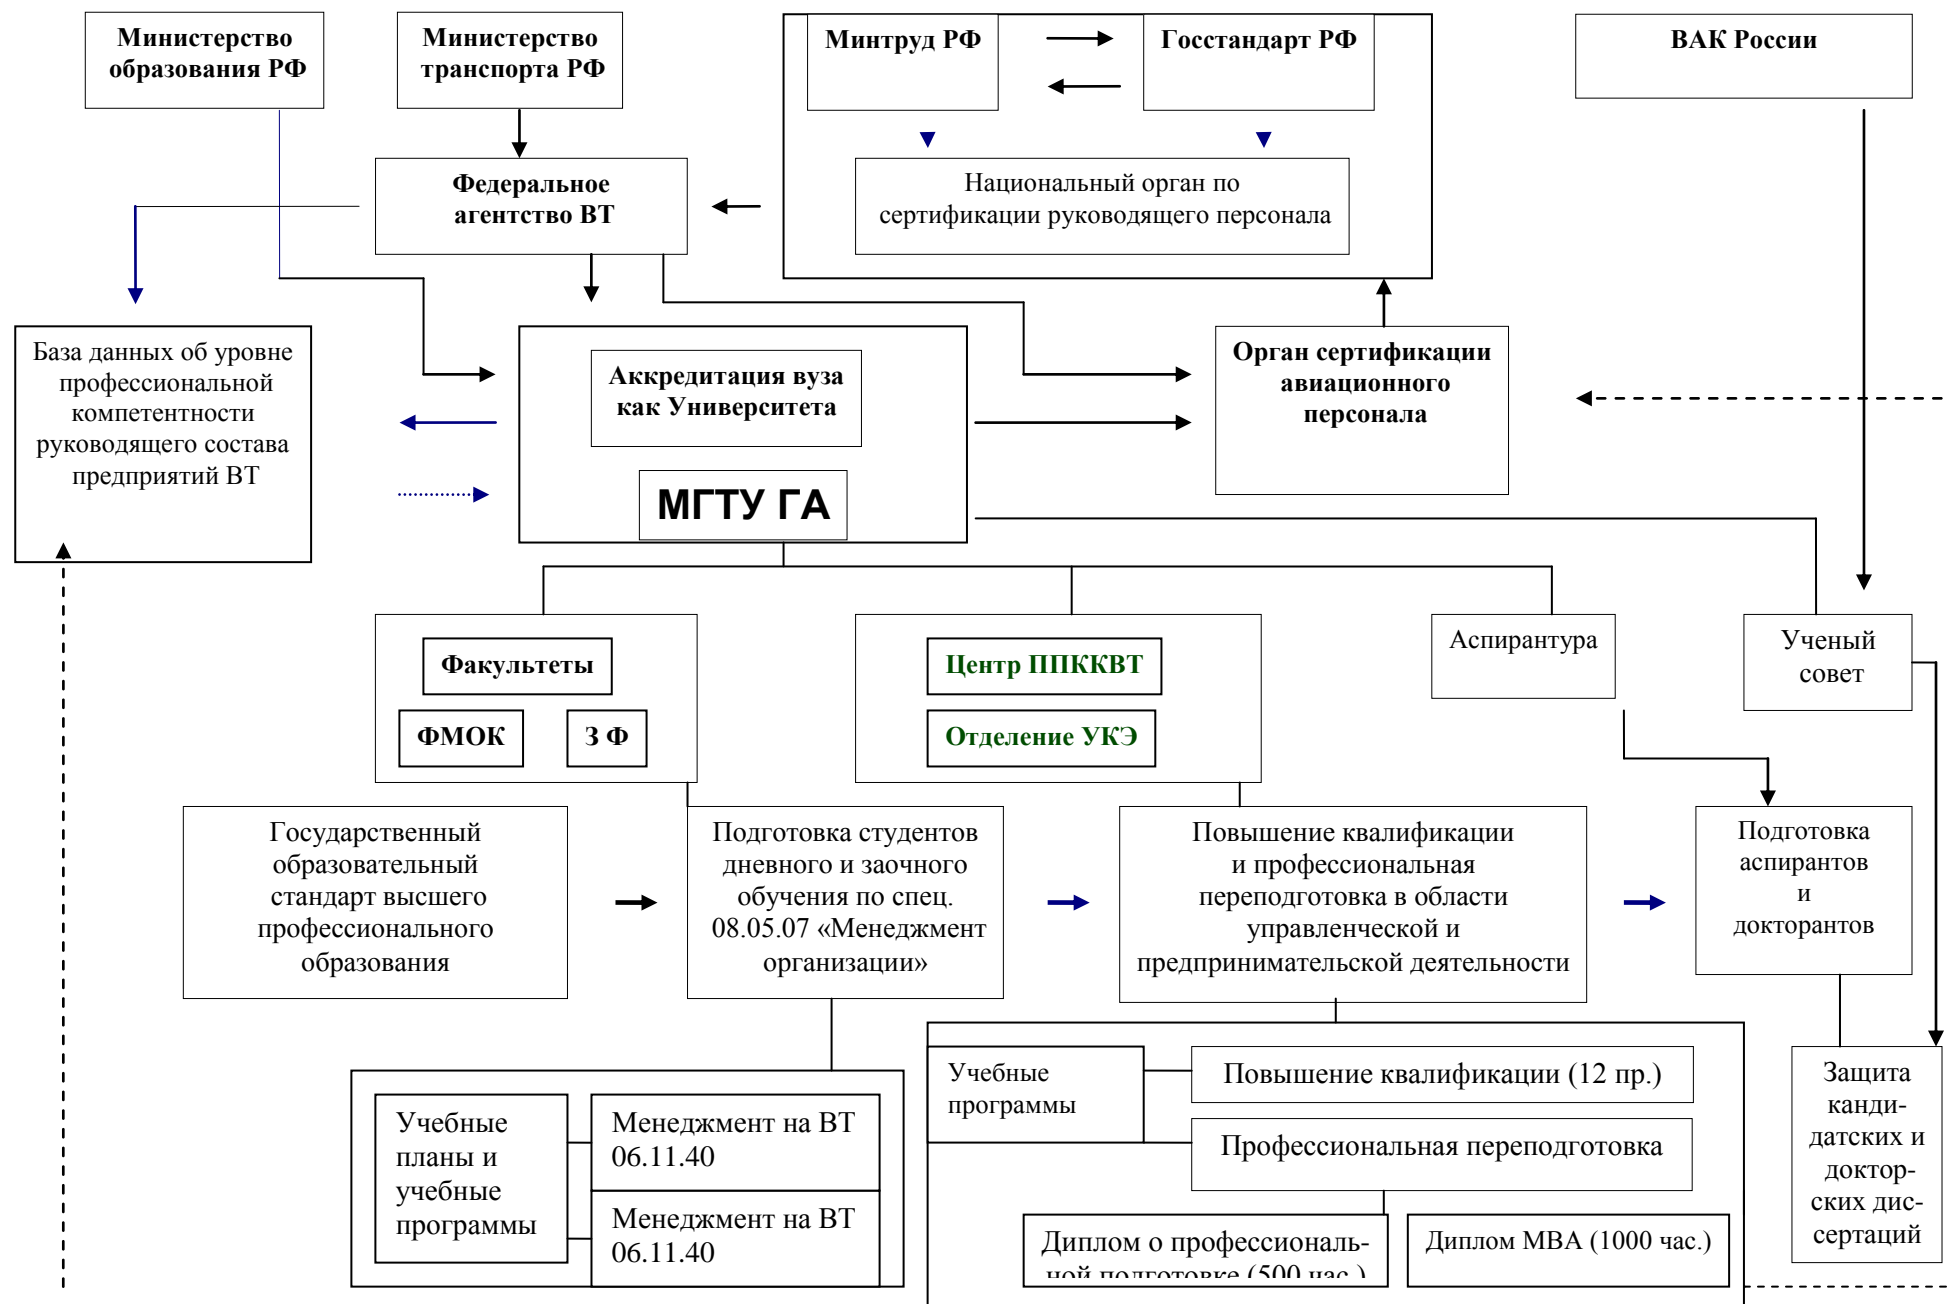 Министерство
образования РФ
Министерство
транспорта РФ
Минтруд РФ
Госстандарт РФ
ВАК России
Федеральное
агентство ВТ
Национальный орган по
сертификации руководящего персонала
База данных об уровне
профессиональной
компетентности
руководящего состава
предприятий ВТ
Аккредитация вуза
как Университета
МГТУ ГА
Орган сертификации
авиационного
персонала
Факультеты
ФМОК
З Ф
Центр ППККВТ
Отделение УКЭ
Аспирантура
Ученый
совет
Государственный
образовательный
стандарт высшего
профессионального
образования
Подготовка студентов
дневного и заочного
обучения по спец.
08.05.07 «Менеджмент
организации»
Повышение квалификации
и профессиональная
переподготовка в области
управленческой и
предпринимательской деятельности
Подготовка
аспирантов
и
докторантов
Учебные
планы и
учебные
программы
Менеджмент на ВТ
06.11.40
Менеджмент на ВТ
06.11.40
Учебные
программы
Повышение квалификации (12 пр.)
Профессиональная переподготовка
Диплом о профессиональ-
ной подготовке (500 час.)
Диплом МВА (1000 час.)
Защита
канди-
датских и
доктор-
ских дис-
сертаций